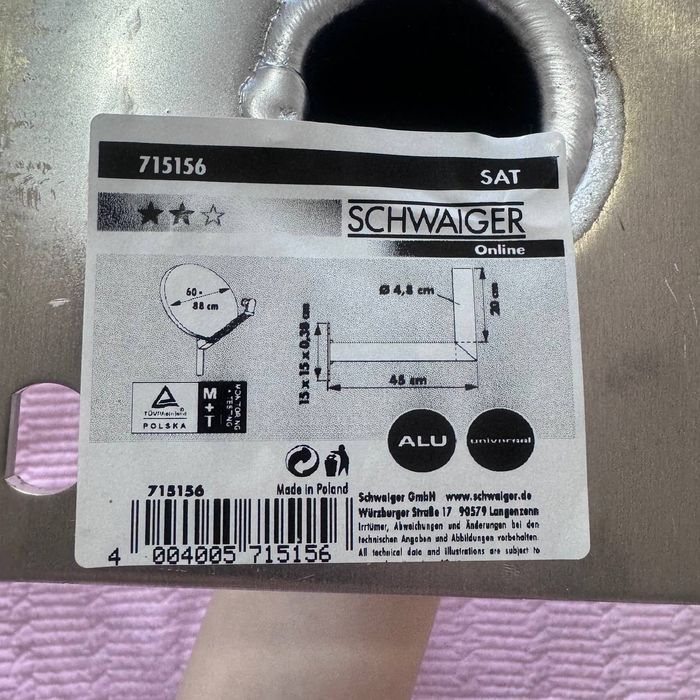 715156 SAT
SCHWAIGER
Online
60 -
88 cm
Ø 4,8 cm
20 cm
15 x 15 x 0,38 cm
45 cm
TÜVRheinland
POLSKA
M+T
MONITORING
& TESTING
ALU
universal
715156
Made in Poland
4 004005 715156
Schwaiger GmbH www.schwaiger.de
Würzburger Straße 17 90579 Langenzenn
Irrtümer, Abweichungen und Änderungen bei den
technischen Angaben und Abbildungen vorbehalten.
All technical data and illustrations are subject to